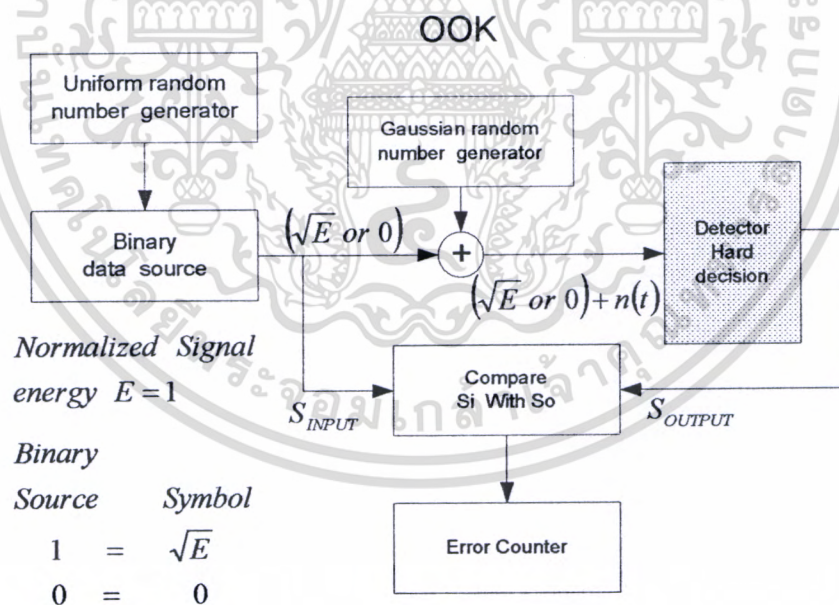 OOK
Uniform random
number generator
Gaussian random
number generator
Binary
data source
(√E or 0)
+
(√E or 0)+n(t)
Detector
Hard
decision
Normalized Signal
energy E=1
S_INPUT
Compare
Si With So
S_OUTPUT
Binary
Source Symbol
1 = √E
0 = 0
Error Counter